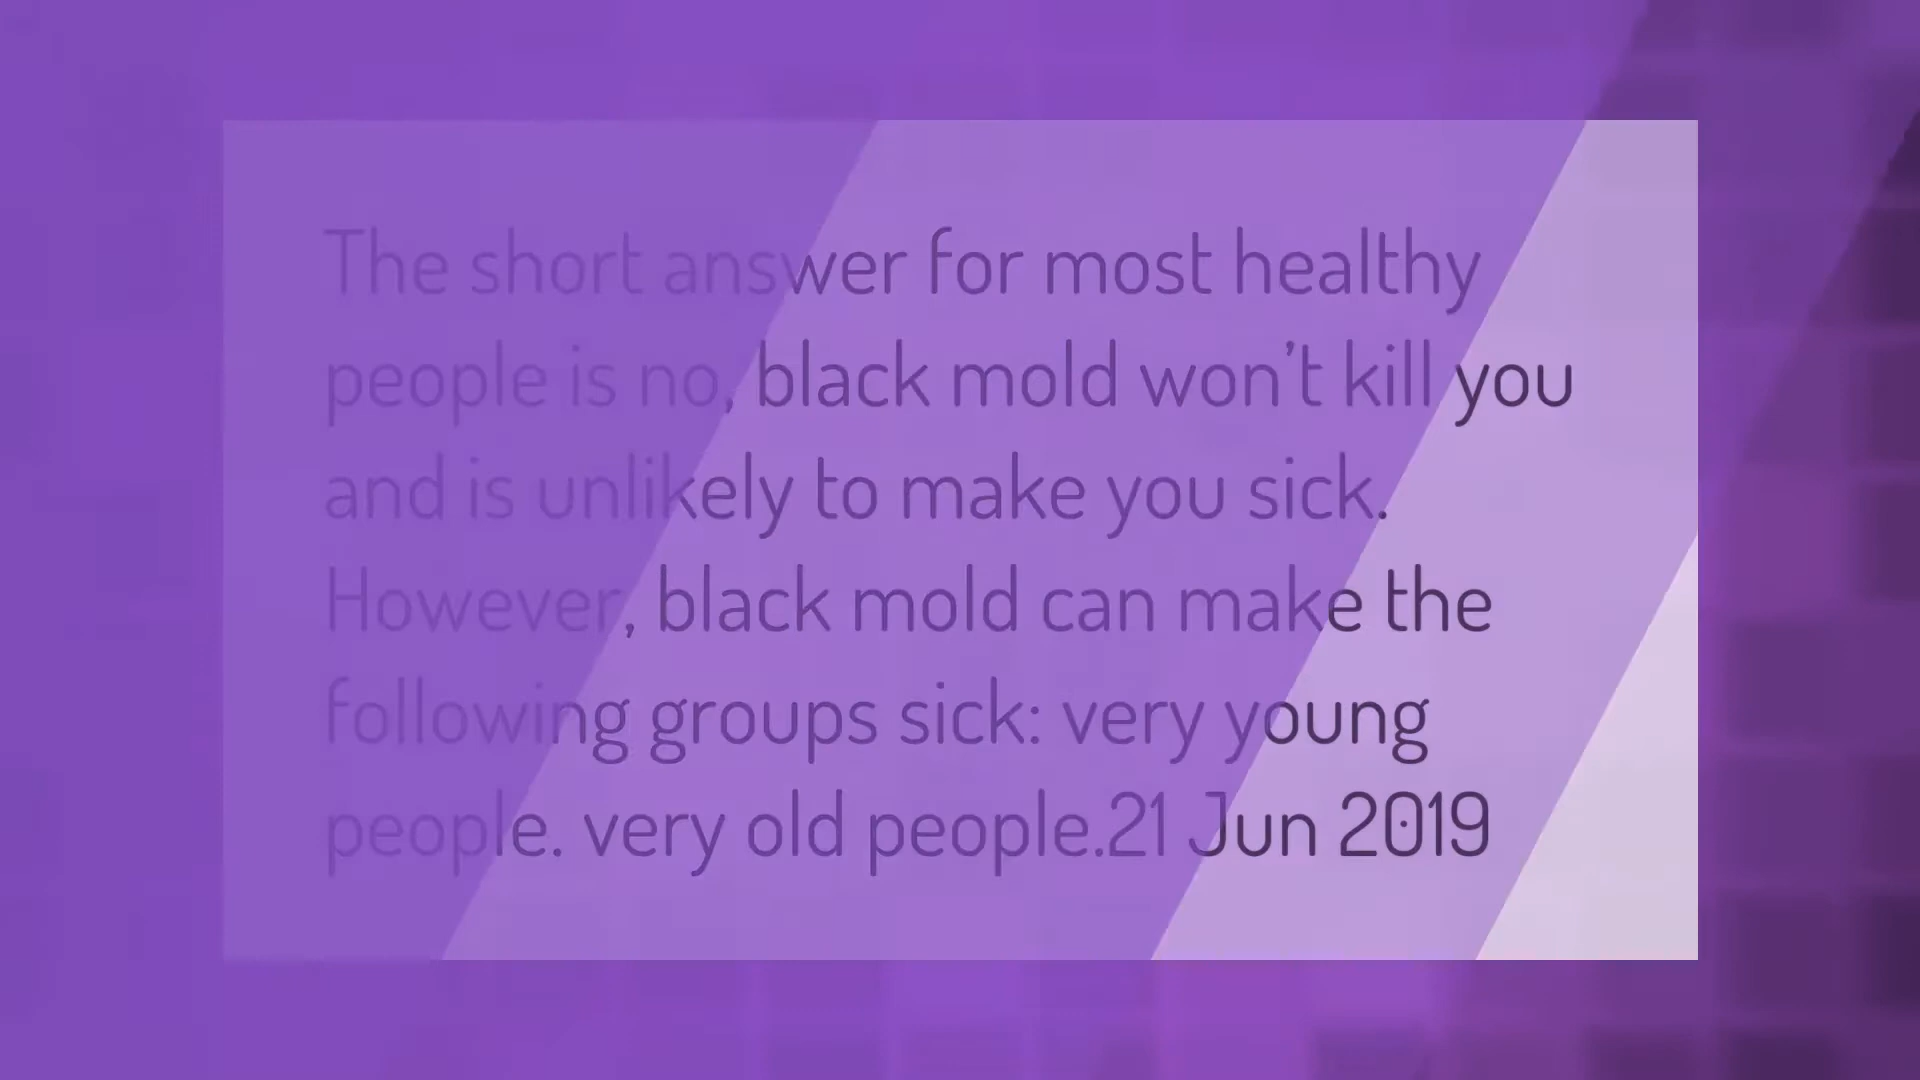 The short answer for most healthy
people is no, black mold won't kill you
and is unlikely to make you sick.
However, black mold can make the
following groups sick: very young
people. very old people.21 Jun 2019